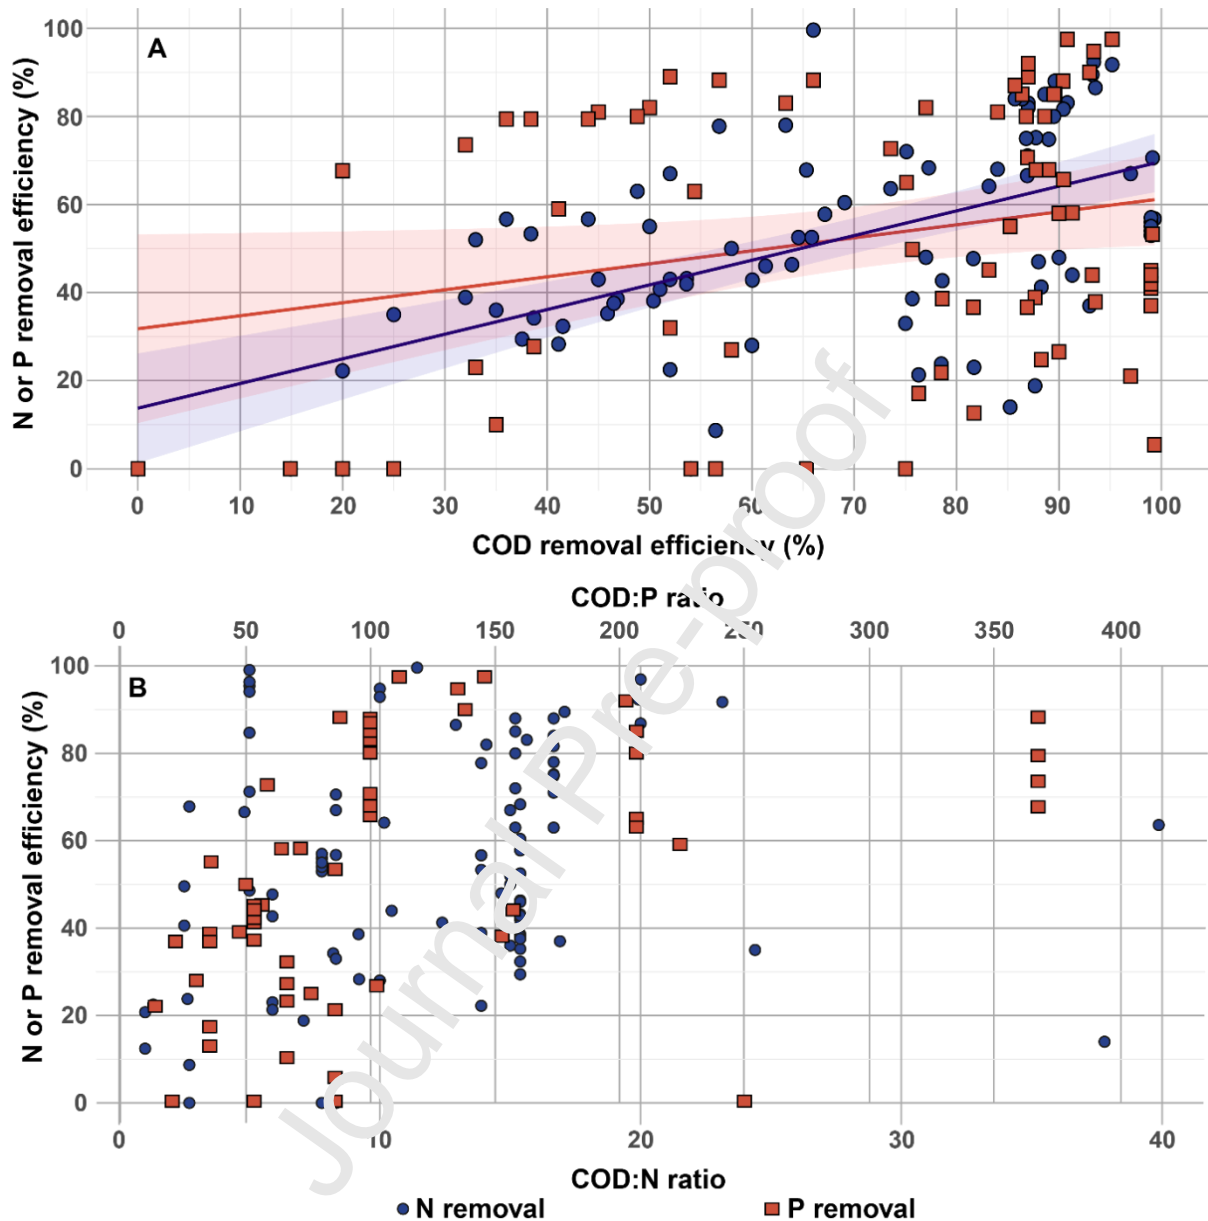 A
N or P removal efficiency (%)
100
80
60
40
20
0
0 10 20 30 40 50 60 70 80 90 100
COD removal efficiency (%)
COD:P ratio
0 50 100 150 200 250 300 350 400
B
N or P removal efficiency (%)
100
80
60
40
20
0
0 10 20 30 40
COD:N ratio
N removal P removal
Journal Pre-proof